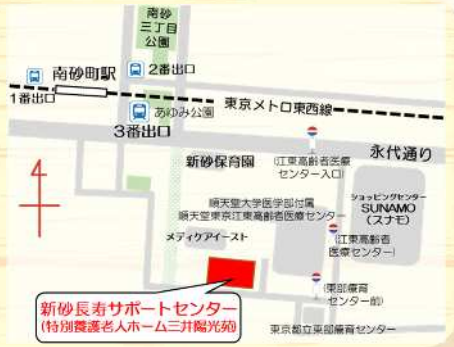 南砂
三丁目
公園
南砂町駅
2番出口
1番出口
あゆみ公園
3番出口
東京メトロ東西線
永代通り
新砂保育園
(江東高齢者医療
センター入口)
順天堂大学医学部付属
順天堂東京江東高齢者医療センター
ショッピングセンター
SUNAMO
(スナモ)
メディケアイースト
(江東高齢者
医療センター)
(東部療育
センター前)
新砂長寿サポートセンター
(特別養護老人ホーム三井陽光苑)
東京都立東部療育センター